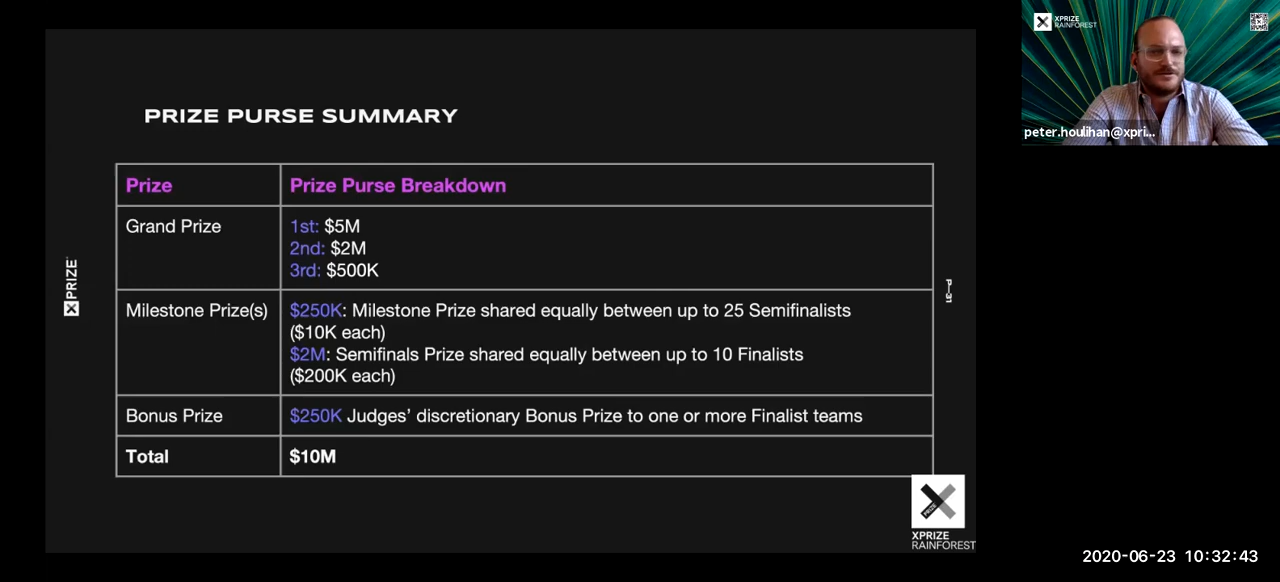 PRIZE PURSE SUMMARY
Prize
Prize Purse Breakdown
Grand Prize
1st: $5M
2nd: $2M
3rd: $500K
Milestone Prize(s)
$250K: Milestone Prize shared equally between up to 25 Semifinalists
($10K each)
$2M: Semifinals Prize shared equally between up to 10 Finalists
($200K each)
Bonus Prize
$250K Judges’ discretionary Bonus Prize to one or more Finalist teams
Total
$10M
XPRIZE
P—31
PRIZE
XPRIZE
RAINFOREST
XPRIZE
RAINFOREST
peter.houlihan@xpri...
2020-06-23 10:32:43